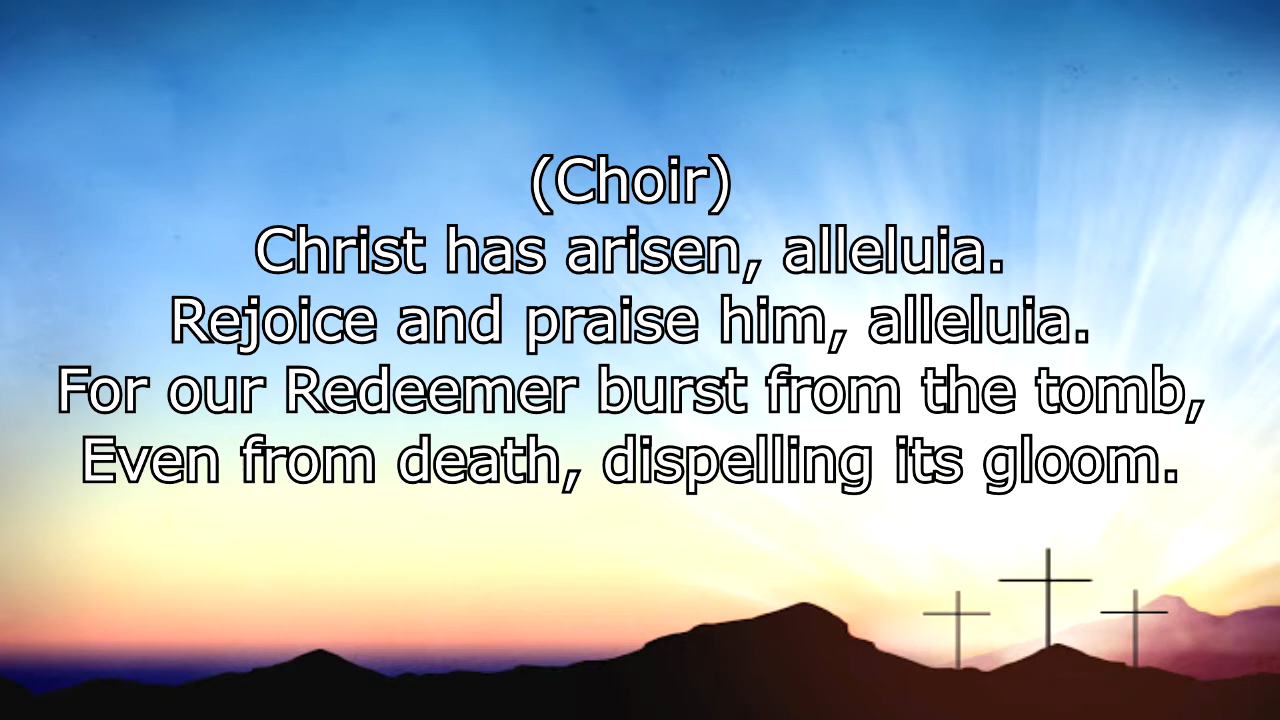 (Choir)
Christ has arisen, alleluia.
Rejoice and praise him, alleluia.
For our Redeemer burst from the tomb,
Even from death, dispelling its gloom.